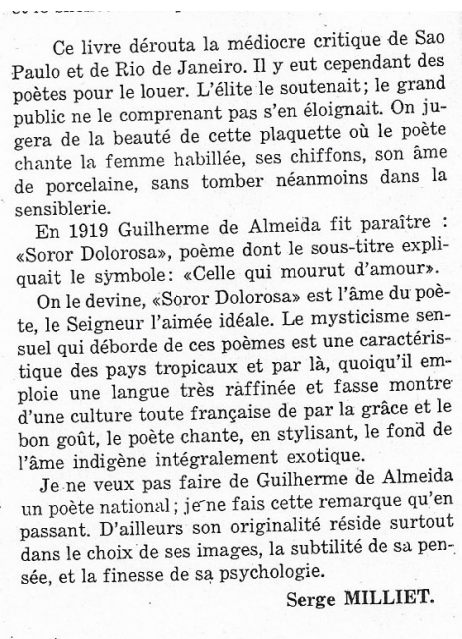 Ce livre dérouta la médiocre critique de Sao
Paulo et de Rio de Janeiro. Il y eut cependant des
poètes pour le louer. L'élite le soutenait; le grand
public ne le comprenant pas s'en éloignait. On ju-
gera de la beauté de cette plaquette où le poète
chante la femme habillée, ses chiffons, son âme
de porcelaine, sans tomber néanmoins dans la
sensiblerie.
En 1919 Guilherme de Almeida fit paraître :
«Soror Dolorosa», poème dont le sous-titre expli-
quait le symbole: «Celle qui mourut d'amour».
On le devine, «Soror Dolorosa» est l'âme du poè-
te, le Seigneur l'aimée idéale. Le mysticisme sen-
suel qui déborde de ces poèmes est une caractéris-
tique des pays tropicaux et par là, quoiqu'il em-
ploie une langue très raffinée et fasse montre
d'une culture toute française de par la grâce et le
bon goût, le poète chante, en stylisant, le fond de
l'âme indigène intégralement exotique.
Je ne veux pas faire de Guilherme de Almeida
un poète national; je ne fais cette remarque qu'en
passant. D'ailleurs son originalité réside surtout
dans le choix de ses images, la subtilité de sa pen-
sée, et la finesse de sa psychologie.
Serge MILLIET.